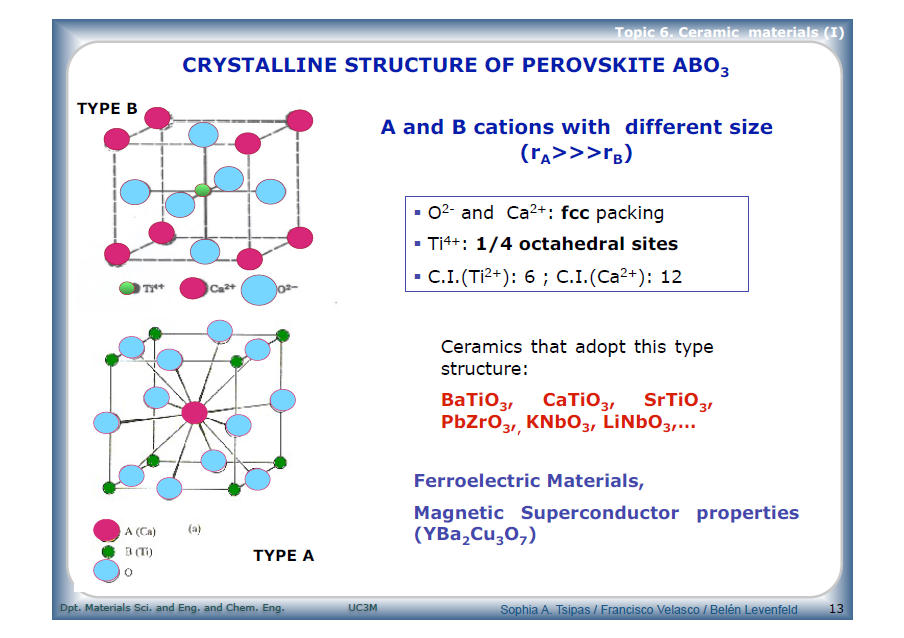 Topic 6. Ceramic materials (I)
CRYSTALLINE STRUCTURE OF PEROVSKITE ABO3
TYPE B
A and B cations with different size
(rA>>>rB)
▪ O2- and Ca2+: fcc packing
▪ Ti4+: 1/4 octahedral sites
▪ C.I.(Ti2+): 6 ; C.I.(Ca2+): 12
Ti4+ Ca2+ O2−
Ceramics that adopt this type
structure:
BaTiO3, CaTiO3, SrTiO3,
PbZrO3,, KNbO3, LiNbO3,...
Ferroelectric Materials,
Magnetic Superconductor properties
(YBa2Cu3O7)
A (Ca) (a)
B (Ti)
O
TYPE A
Dpt. Materials Sci. and Eng. and Chem. Eng. UC3M Sophia A. Tsipas / Francisco Velasco / Belén Levenfeld 13